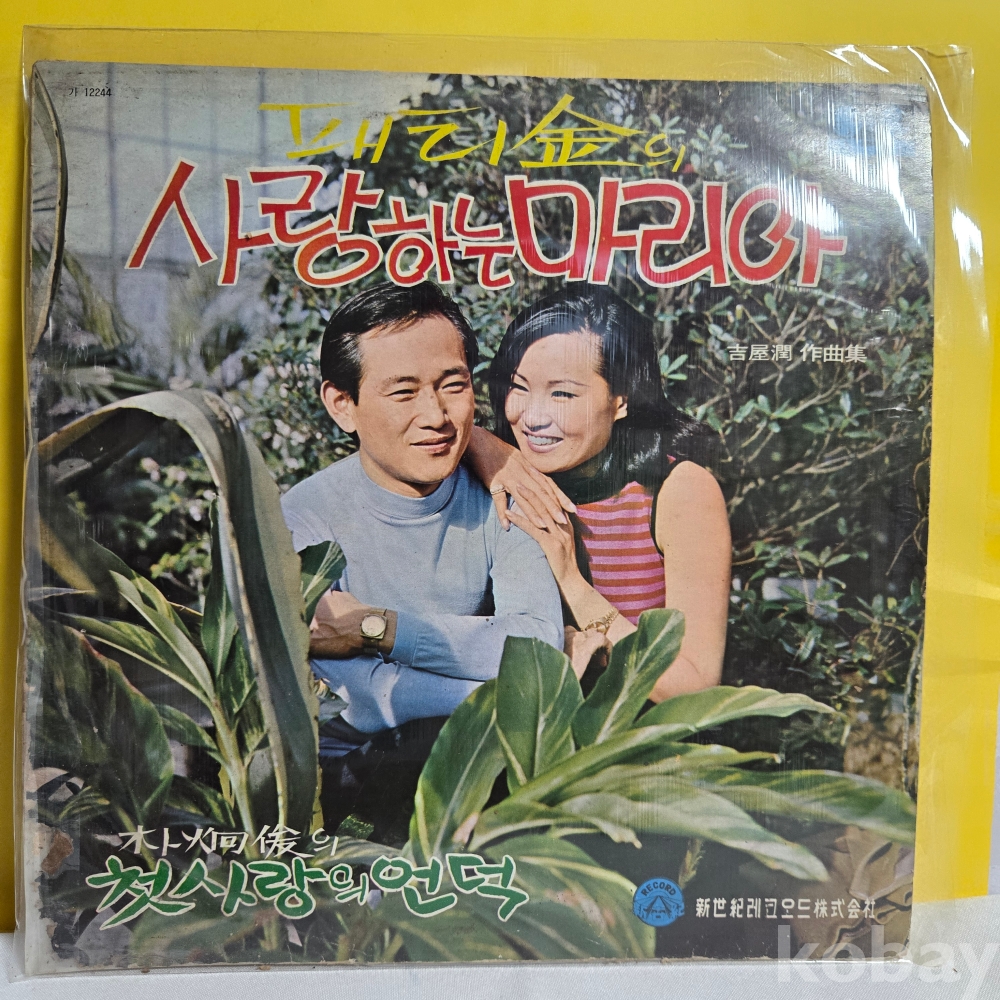 가 12244
패티金의
사랑하는 마리아
吉屋潤 作曲集
朴炯俊의
첫사랑의 언덕
RECORD
新世紀레코오드株式会社
kobay